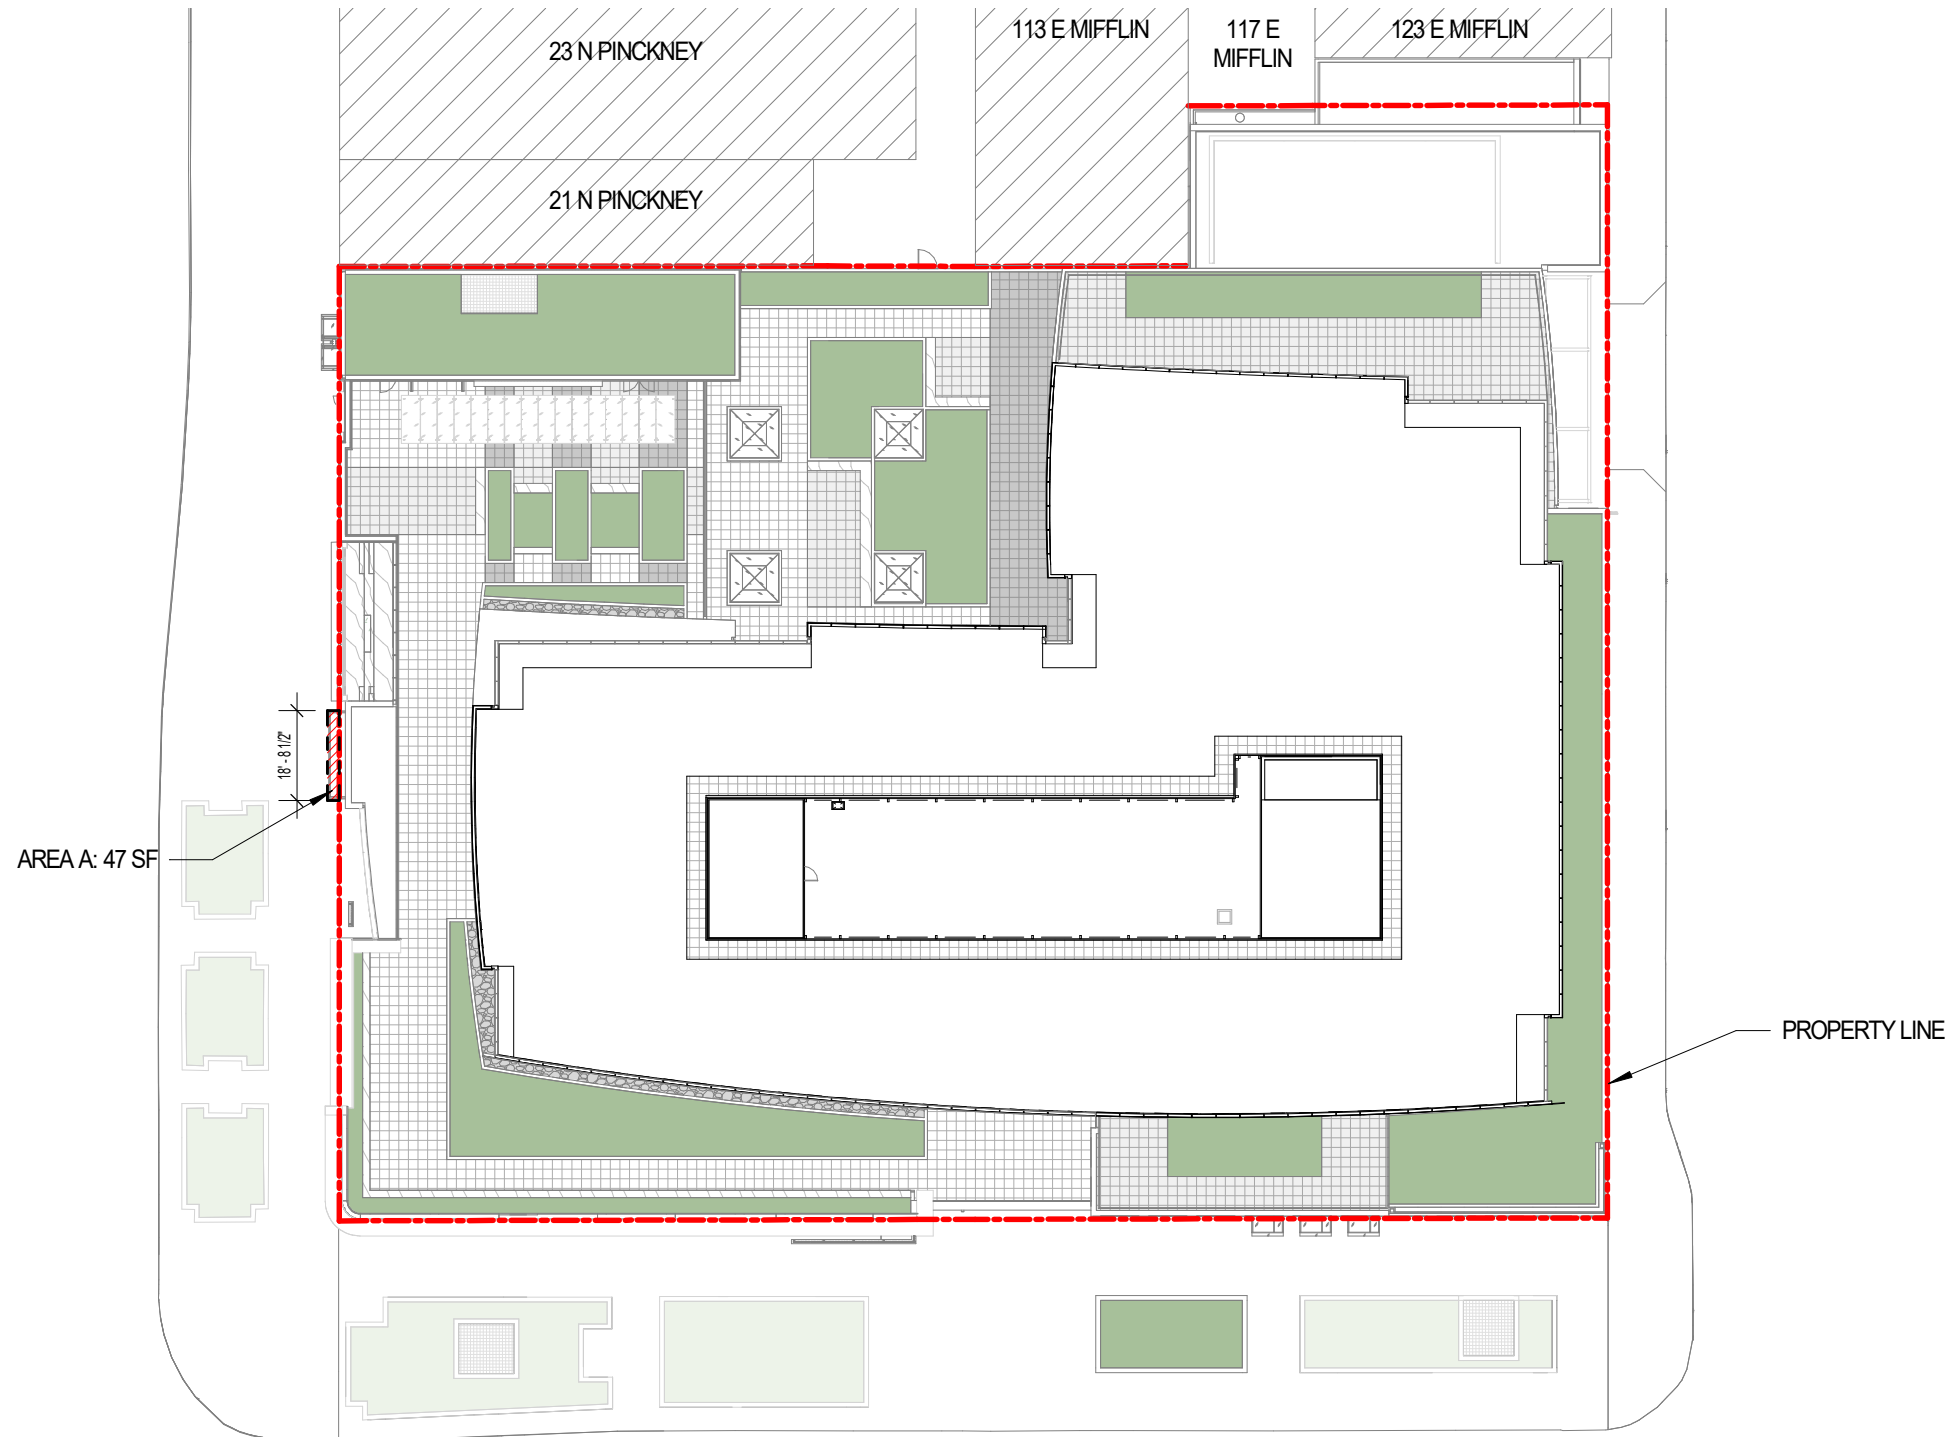 23 N PINCKNEY
113 E MIFFLIN
117 E
MIFFLIN
123 E MIFFLIN
21 N PINCKNEY
18' - 8 1/2"
AREA A: 47 SF
PROPERTY LINE